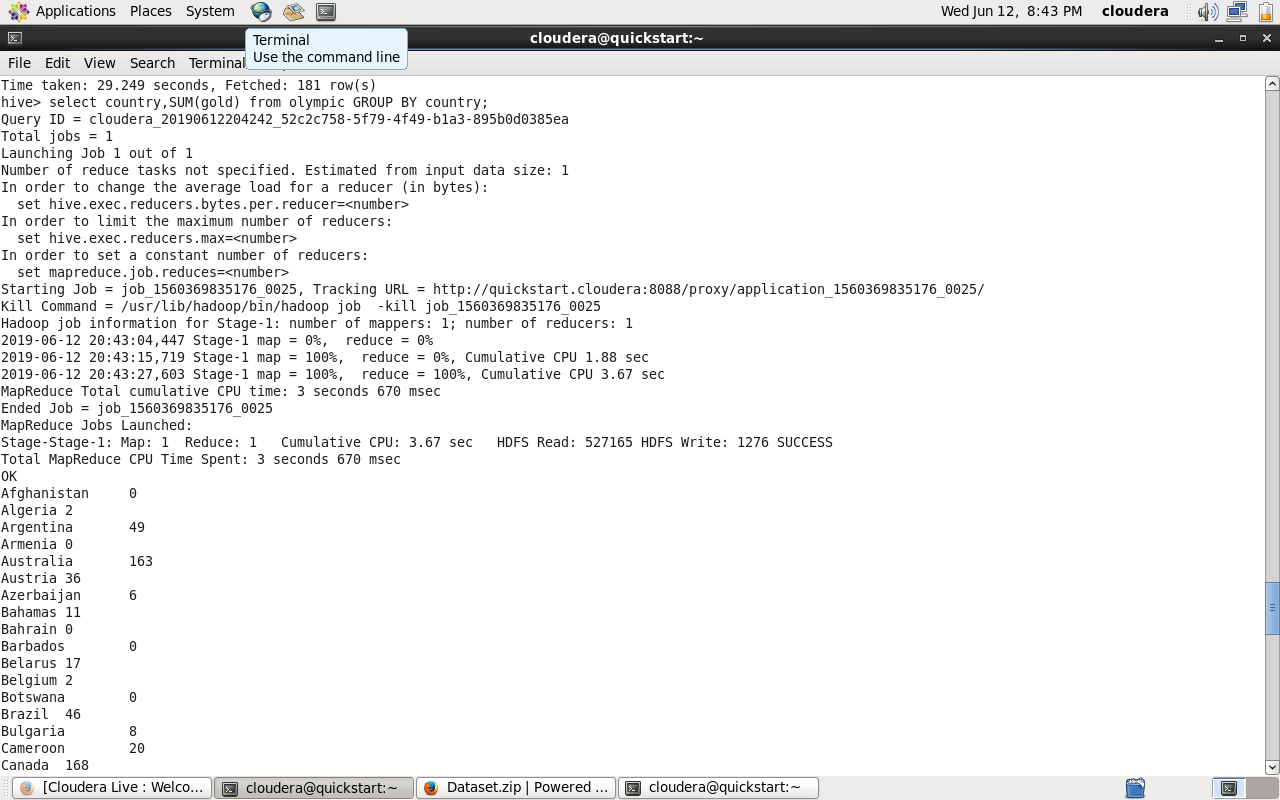 Applications Places System Wed Jun 12, 8:43 PM cloudera
Terminal
Use the command line
cloudera@quickstart:~
File Edit View Search Terminal
Time taken: 29.249 seconds, Fetched: 181 row(s)
hive> select country,SUM(gold) from olympic GROUP BY country;
Query ID = cloudera_20190612204242_52c2c758-5f79-4f49-b1a3-895b0d0385ea
Total jobs = 1
Launching Job 1 out of 1
Number of reduce tasks not specified. Estimated from input data size: 1
In order to change the average load for a reducer (in bytes):
  set hive.exec.reducers.bytes.per.reducer=<number>
In order to limit the maximum number of reducers:
  set hive.exec.reducers.max=<number>
In order to set a constant number of reducers:
  set mapreduce.job.reduces=<number>
Starting Job = job_1560369835176_0025, Tracking URL = http://quickstart.cloudera:8088/proxy/application_1560369835176_0025/
Kill Command = /usr/lib/hadoop/bin/hadoop job  -kill job_1560369835176_0025
Hadoop job information for Stage-1: number of mappers: 1; number of reducers: 1
2019-06-12 20:43:04,447 Stage-1 map = 0%,  reduce = 0%
2019-06-12 20:43:15,719 Stage-1 map = 100%,  reduce = 0%, Cumulative CPU 1.88 sec
2019-06-12 20:43:27,603 Stage-1 map = 100%,  reduce = 100%, Cumulative CPU 3.67 sec
MapReduce Total cumulative CPU time: 3 seconds 670 msec
Ended Job = job_1560369835176_0025
MapReduce Jobs Launched:
Stage-Stage-1: Map: 1  Reduce: 1   Cumulative CPU: 3.67 sec   HDFS Read: 527165 HDFS Write: 1276 SUCCESS
Total MapReduce CPU Time Spent: 3 seconds 670 msec
OK
Afghanistan	0
Algeria	2
Argentina	49
Armenia	0
Australia	163
Austria	36
Azerbaijan	6
Bahamas	11
Bahrain	0
Barbados	0
Belarus	17
Belgium	2
Botswana	0
Brazil	46
Bulgaria	8
Cameroon	20
Canada	168
[Cloudera Live : Welco... cloudera@quickstart:~ Dataset.zip | Powered ... cloudera@quickstart:~